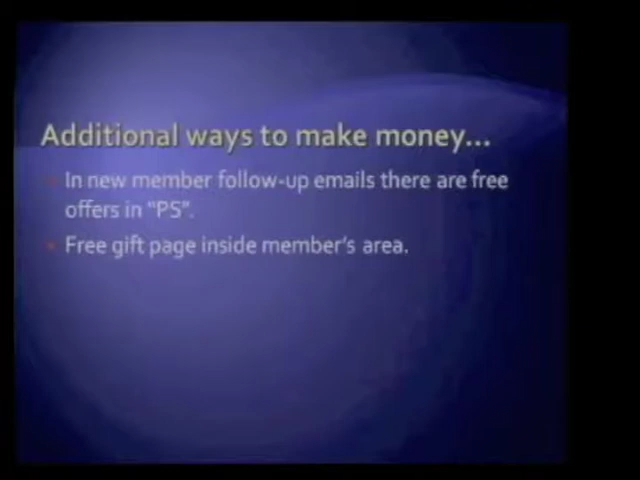 Additional ways to make money...
In new member follow-up emails there are free
offers in "PS".
Free gift page inside member's area.